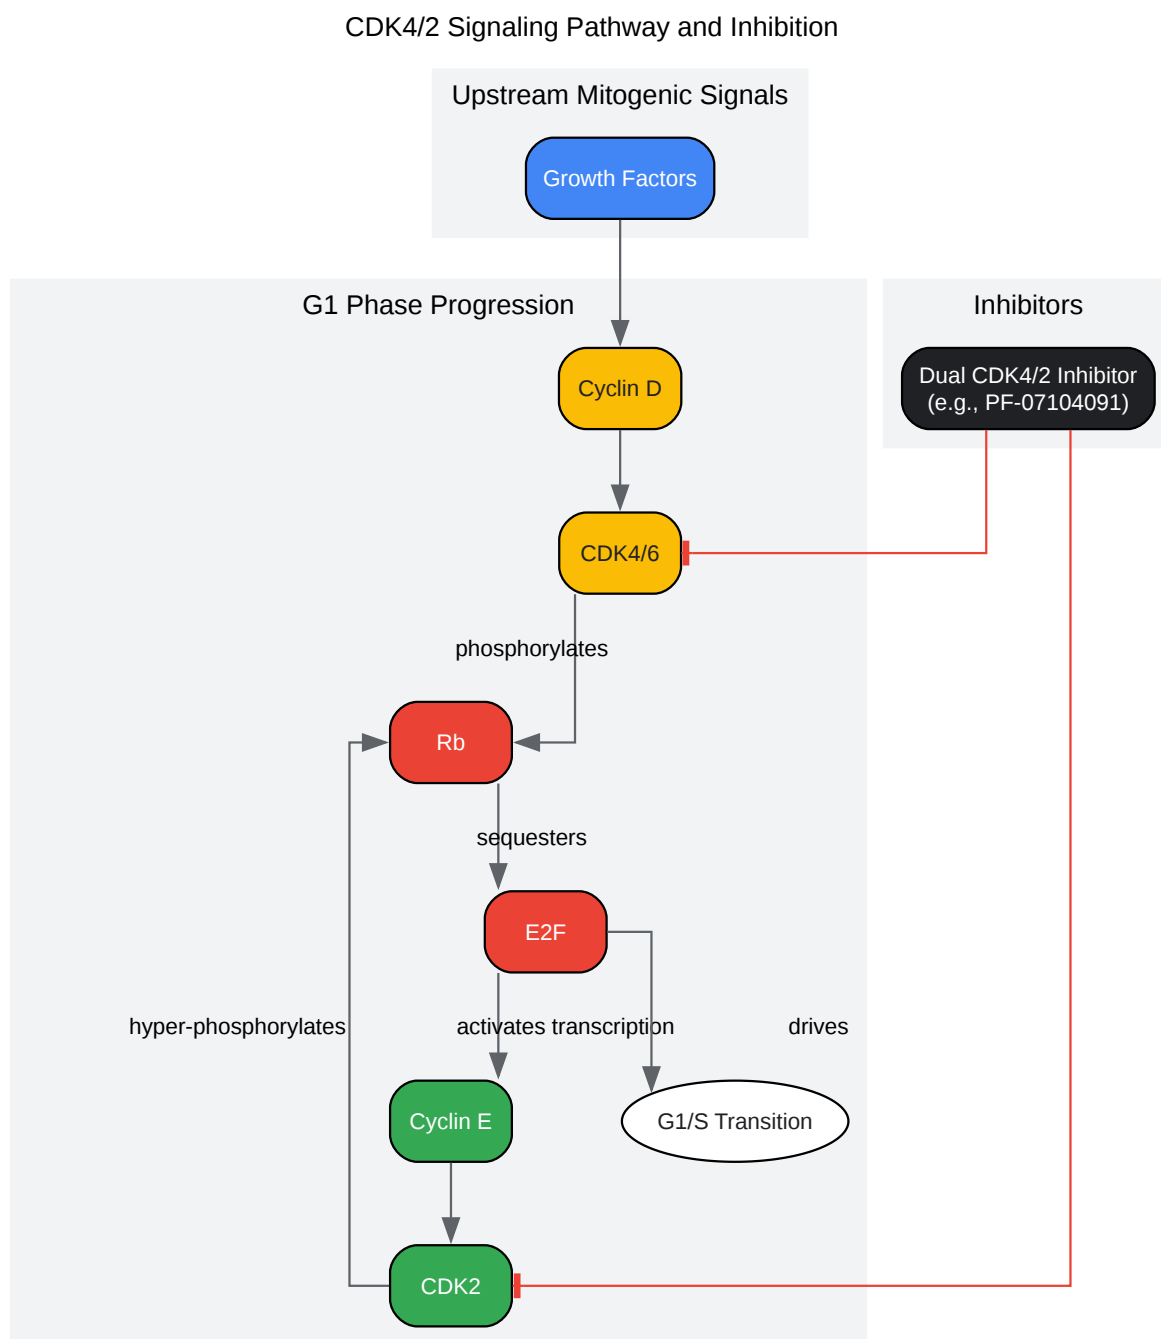 CDK4/2 Signaling Pathway and Inhibition
Upstream Mitogenic Signals
Growth Factors
G1 Phase Progression
Inhibitors
Cyclin D
Dual CDK4/2 Inhibitor
(e.g., PF-07104091)
CDK4/6
phosphorylates
Rb
sequesters
E2F
hyper-phosphorylates
activates transcription
drives
Cyclin E
G1/S Transition
CDK2